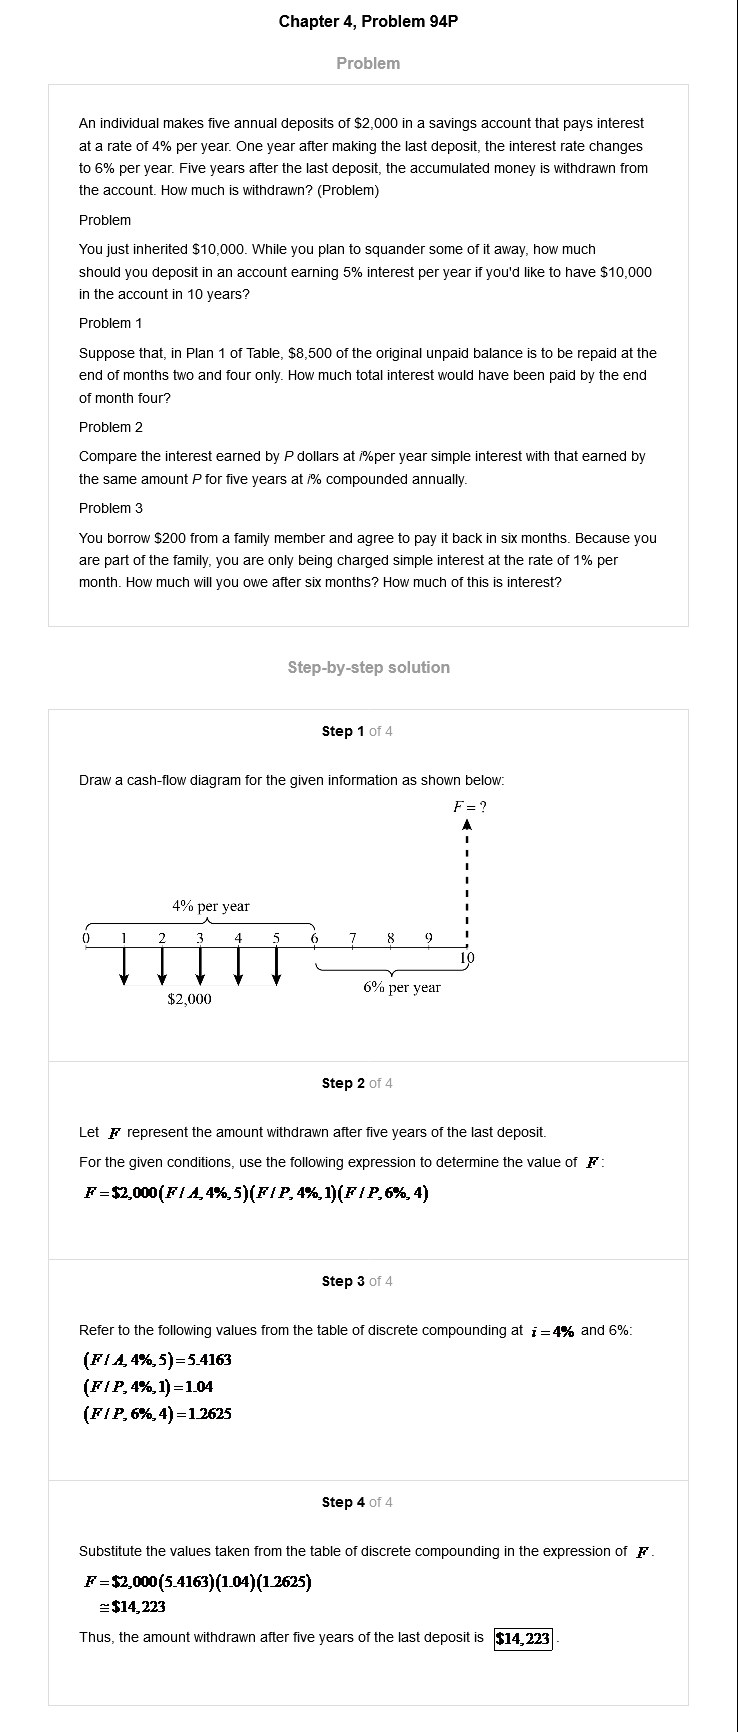 Chapter 4, Problem 94P
Problem
An individual makes five annual deposits of $2,000 in a savings account that pays interest
at a rate of 4% per year. One year after making the last deposit, the interest rate changes
to 6% per year. Five years after the last deposit, the accumulated money is withdrawn from
the account. How much is withdrawn? (Problem)
Problem
You just inherited $10,000. While you plan to squander some of it away, how much
should you deposit in an account earning 5% interest per year if you'd like to have $10,000
in the account in 10 years?
Problem 1
Suppose that, in Plan 1 of Table, $8,500 of the original unpaid balance is to be repaid at the
end of months two and four only. How much total interest would have been paid by the end
of month four?
Problem 2
Compare the interest earned by P dollars at i%per year simple interest with that earned by
the same amount P for five years at i% compounded annually.
Problem 3
You borrow $200 from a family member and agree to pay it back in six months. Because you
are part of the family, you are only being charged simple interest at the rate of 1% per
month. How much will you owe after six months? How much of this is interest?
Step-by-step solution
Step 1 of 4
Draw a cash-flow diagram for the given information as shown below:
F = ?
4% per year
0 1 2 3 4 5 6 7 8 9
10
6% per year
$2,000
Step 2 of 4
Let F represent the amount withdrawn after five years of the last deposit.
For the given conditions, use the following expression to determine the value of F:
F = $2,000(F / A, 4%, 5)(F / P, 4%, 1)(F / P, 6%, 4)
Step 3 of 4
Refer to the following values from the table of discrete compounding at i = 4% and 6%:
(F / A, 4%, 5) = 5.4163
(F / P, 4%, 1) = 1.04
(F / P, 6%, 4) = 1.2625
Step 4 of 4
Substitute the values taken from the table of discrete compounding in the expression of F.
F = $2,000(5.4163)(1.04)(1.2625)
≅ $14,223
Thus, the amount withdrawn after five years of the last deposit is $14,223.